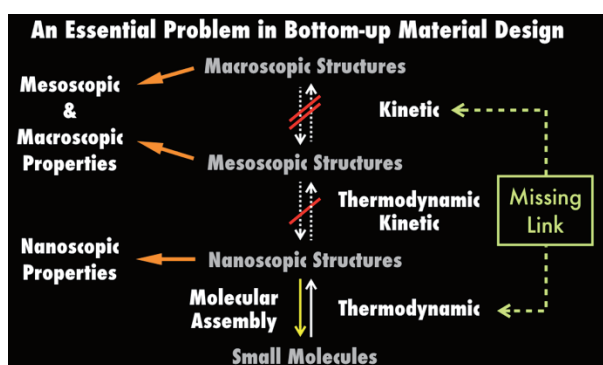 An Essential Problem in Bottom-up Material Design
Macroscopic Structures
Mesoscopic
&
Macroscopic
Properties
Kinetic
Mesoscopic Structures
Thermodynamic
Kinetic
Missing
Link
Nanoscopic
Properties
Nanoscopic Structures
Molecular
Assembly
Thermodynamic
Small Molecules